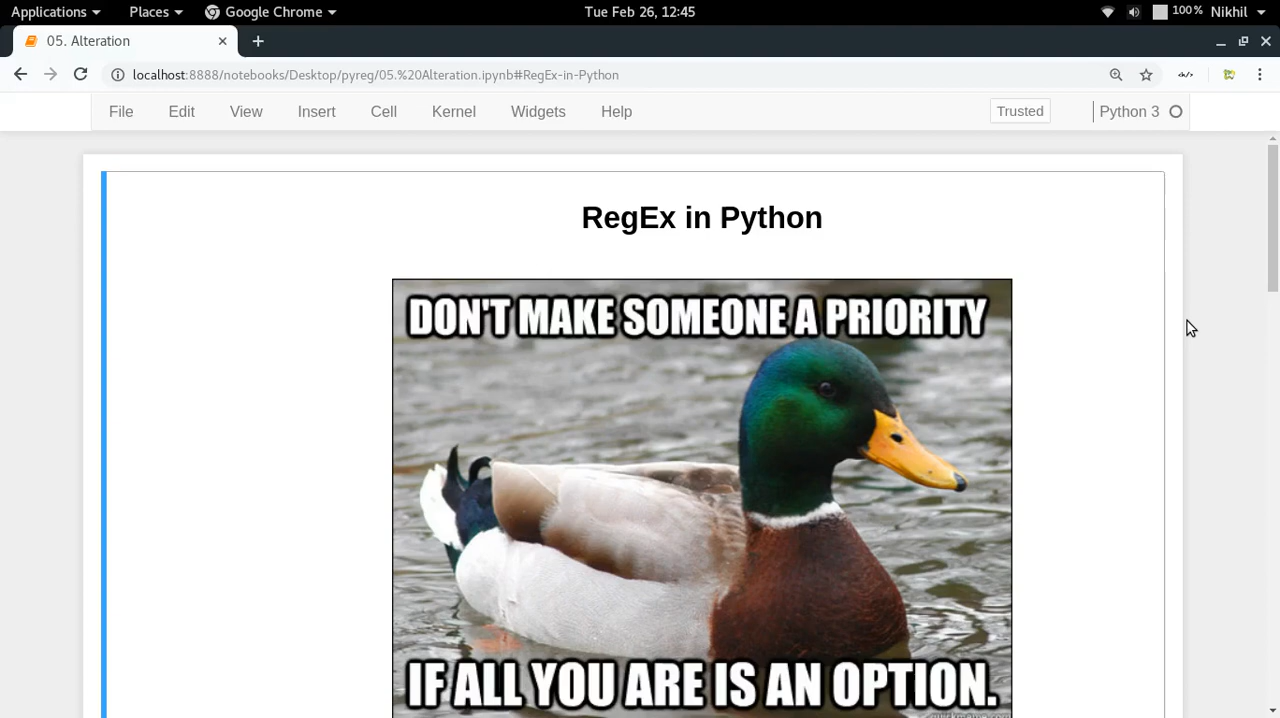 Applications Places Google Chrome Tue Feb 26, 12:45 100% Nikhil
05. Alteration
localhost:8888/notebooks/Desktop/pyreg/05.%20Alteration.ipynb#RegEx-in-Python
File Edit View Insert Cell Kernel Widgets Help Trusted Python 3
RegEx in Python
DON'T MAKE SOMEONE A PRIORITY
IF ALL YOU ARE IS AN OPTION.